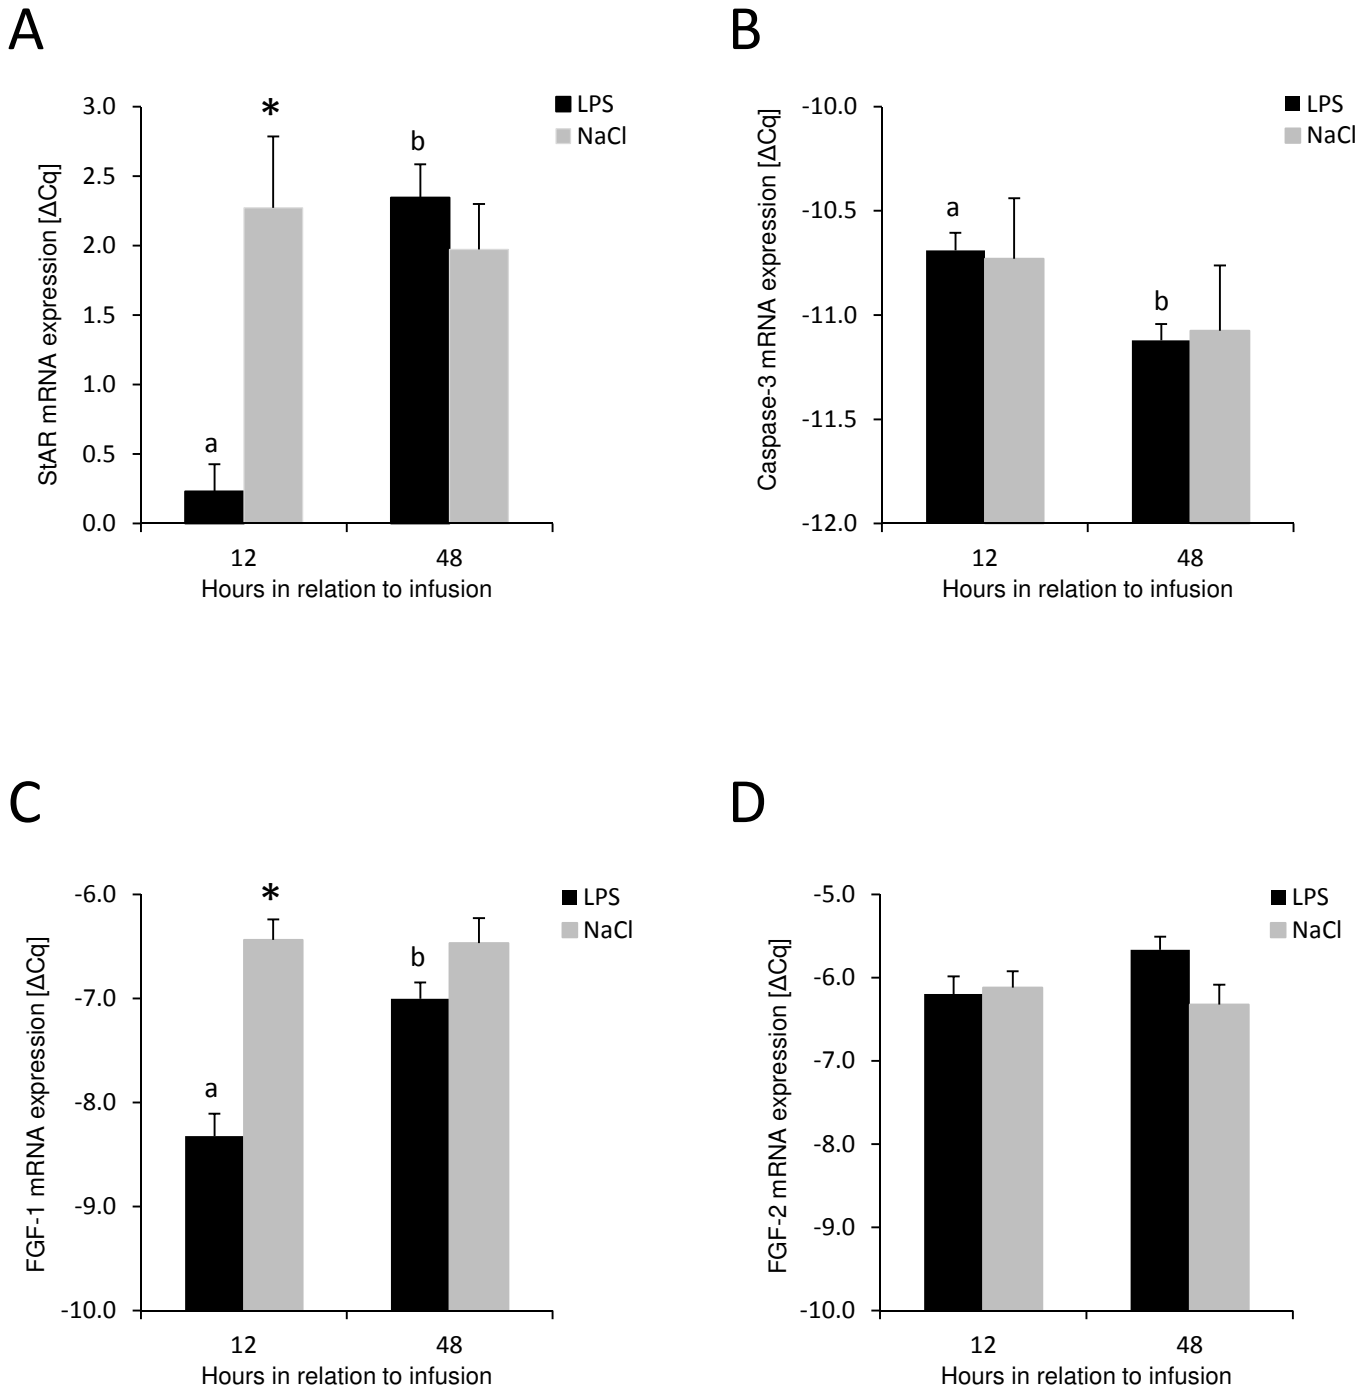 A
StAR mRNA expression [ΔCq]
3.0
2.5
2.0
1.5
1.0
0.5
0.0
*
a
b
LPS
NaCl
12
48
Hours in relation to infusion
B
Caspase-3 mRNA expression [ΔCq]
-10.0
-10.5
-11.0
-11.5
-12.0
a
b
LPS
NaCl
12
48
Hours in relation to infusion
C
FGF-1 mRNA expression [ΔCq]
-6.0
-7.0
-8.0
-9.0
-10.0
*
a
b
LPS
NaCl
12
48
Hours in relation to infusion
D
FGF-2 mRNA expression [ΔCq]
-5.0
-6.0
-7.0
-8.0
-9.0
-10.0
LPS
NaCl
12
48
Hours in relation to infusion